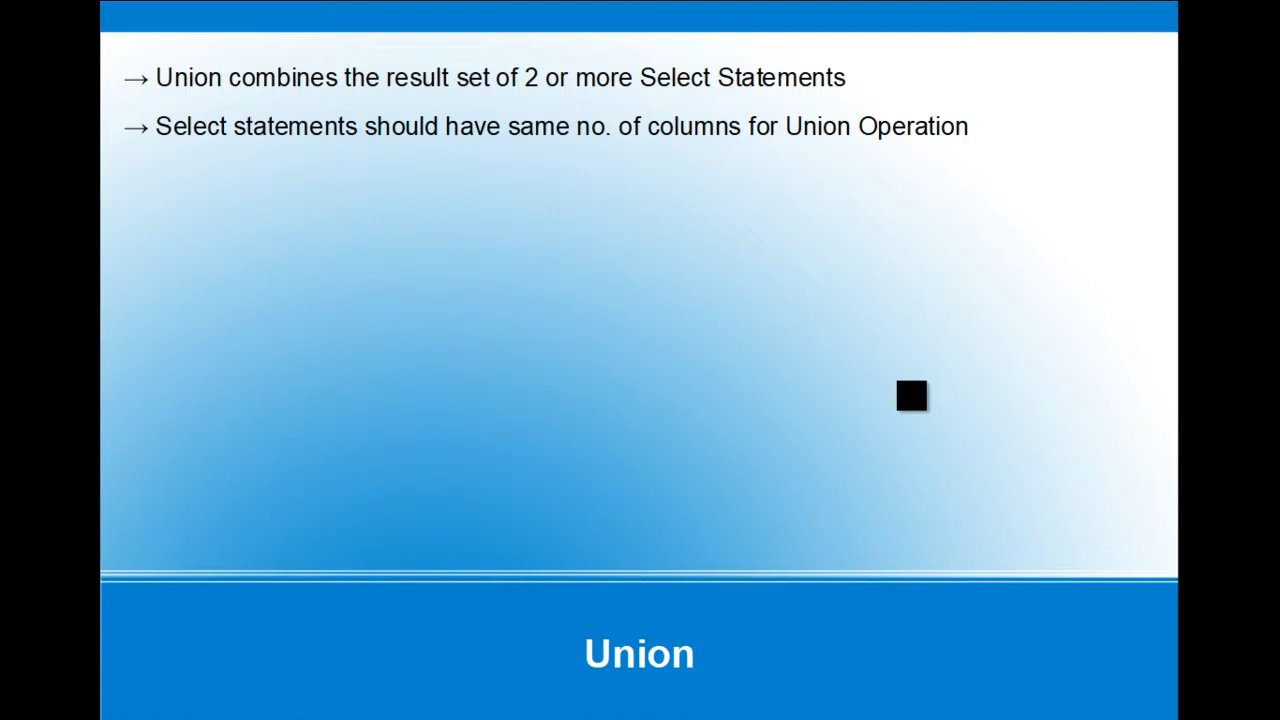 → Union combines the result set of 2 or more Select Statements
→ Select statements should have same no. of columns for Union Operation
Union